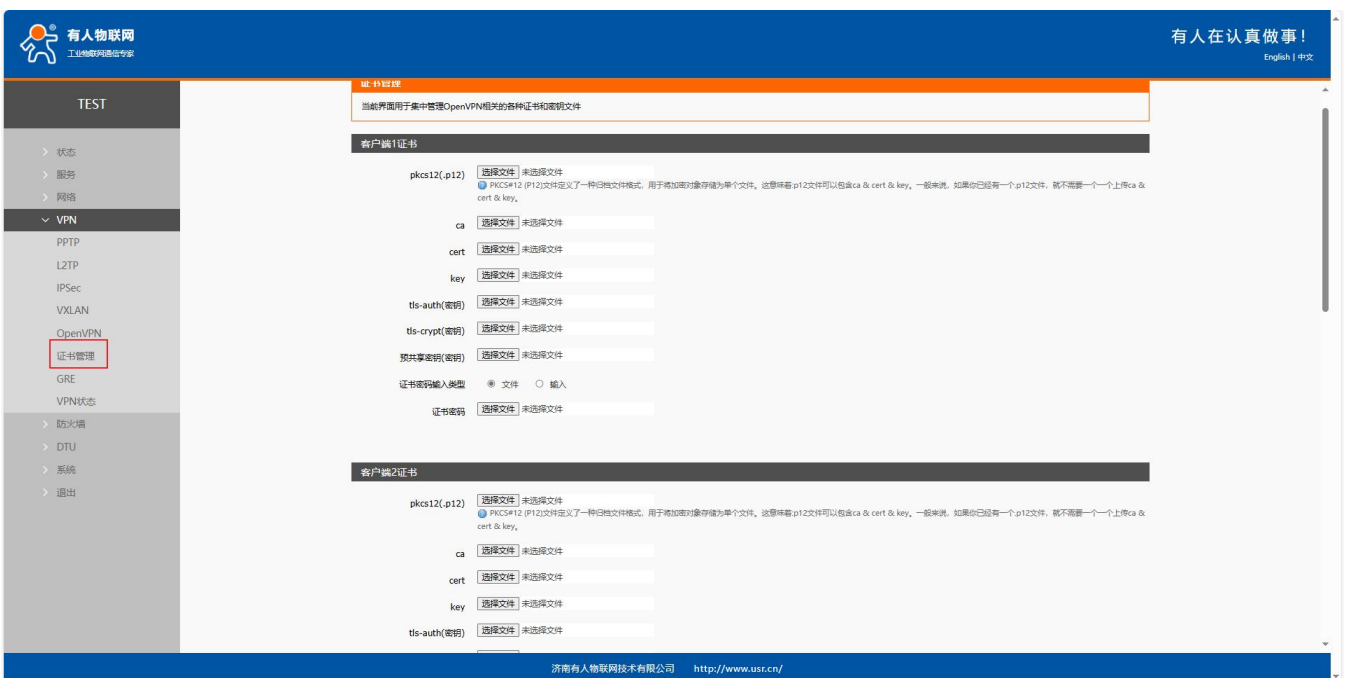 有人物联网
工业物联网通信专家
有人在认真做事！
English | 中文
TEST
状态
服务
网络
VPN
PPTP
L2TP
IPSec
VXLAN
OpenVPN
证书管理
GRE
VPN状态
防火墙
DTU
系统
退出
证书管理
当前界面用于集中管理OpenVPN相关的各种证书和密钥文件
客户端1证书
pkcs12(.p12) 选择文件 未选择文件
PKCS#12 (P12)文件定义了一种归档文件格式，用于将加密对象存储为单个文件。这意味着:p12文件可以包含ca & cert & key。一般来说，如果你已经有一个.p12文件，就不需要一个一个上传ca &
cert & key。
ca 选择文件 未选择文件
cert 选择文件 未选择文件
key 选择文件 未选择文件
tls-auth(密钥) 选择文件 未选择文件
tls-crypt(密钥) 选择文件 未选择文件
预共享密钥(密钥) 选择文件 未选择文件
证书密码输入类型 文件 输入
证书密码 选择文件 未选择文件
客户端2证书
pkcs12(.p12) 选择文件 未选择文件
PKCS#12 (P12)文件定义了一种归档文件格式，用于将加密对象存储为单个文件。这意味着:p12文件可以包含ca & cert & key。一般来说，如果你已经有一个.p12文件，就不需要一个一个上传ca &
cert & key。
ca 选择文件 未选择文件
cert 选择文件 未选择文件
key 选择文件 未选择文件
tls-auth(密钥) 选择文件 未选择文件
济南有人物联网技术有限公司 http://www.usr.cn/